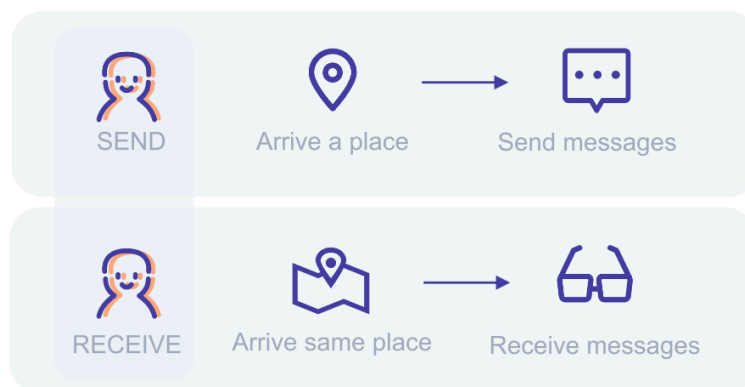 SEND
Arrive a place
Send messages
RECEIVE
Arrive same place
Receive messages